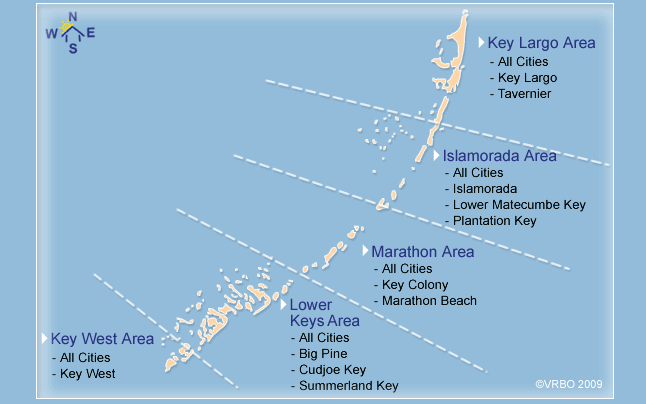 N
W E
S
Key Largo Area
- All Cities
- Key Largo
- Tavernier
Islamorada Area
- All Cities
- Islamorada
- Lower Matecumbe Key
- Plantation Key
Marathon Area
- All Cities
- Key Colony
- Marathon Beach
Lower
Keys Area
- All Cities
- Big Pine
- Cudjoe Key
- Summerland Key
Key West Area
- All Cities
- Key West
©VRBO 2009